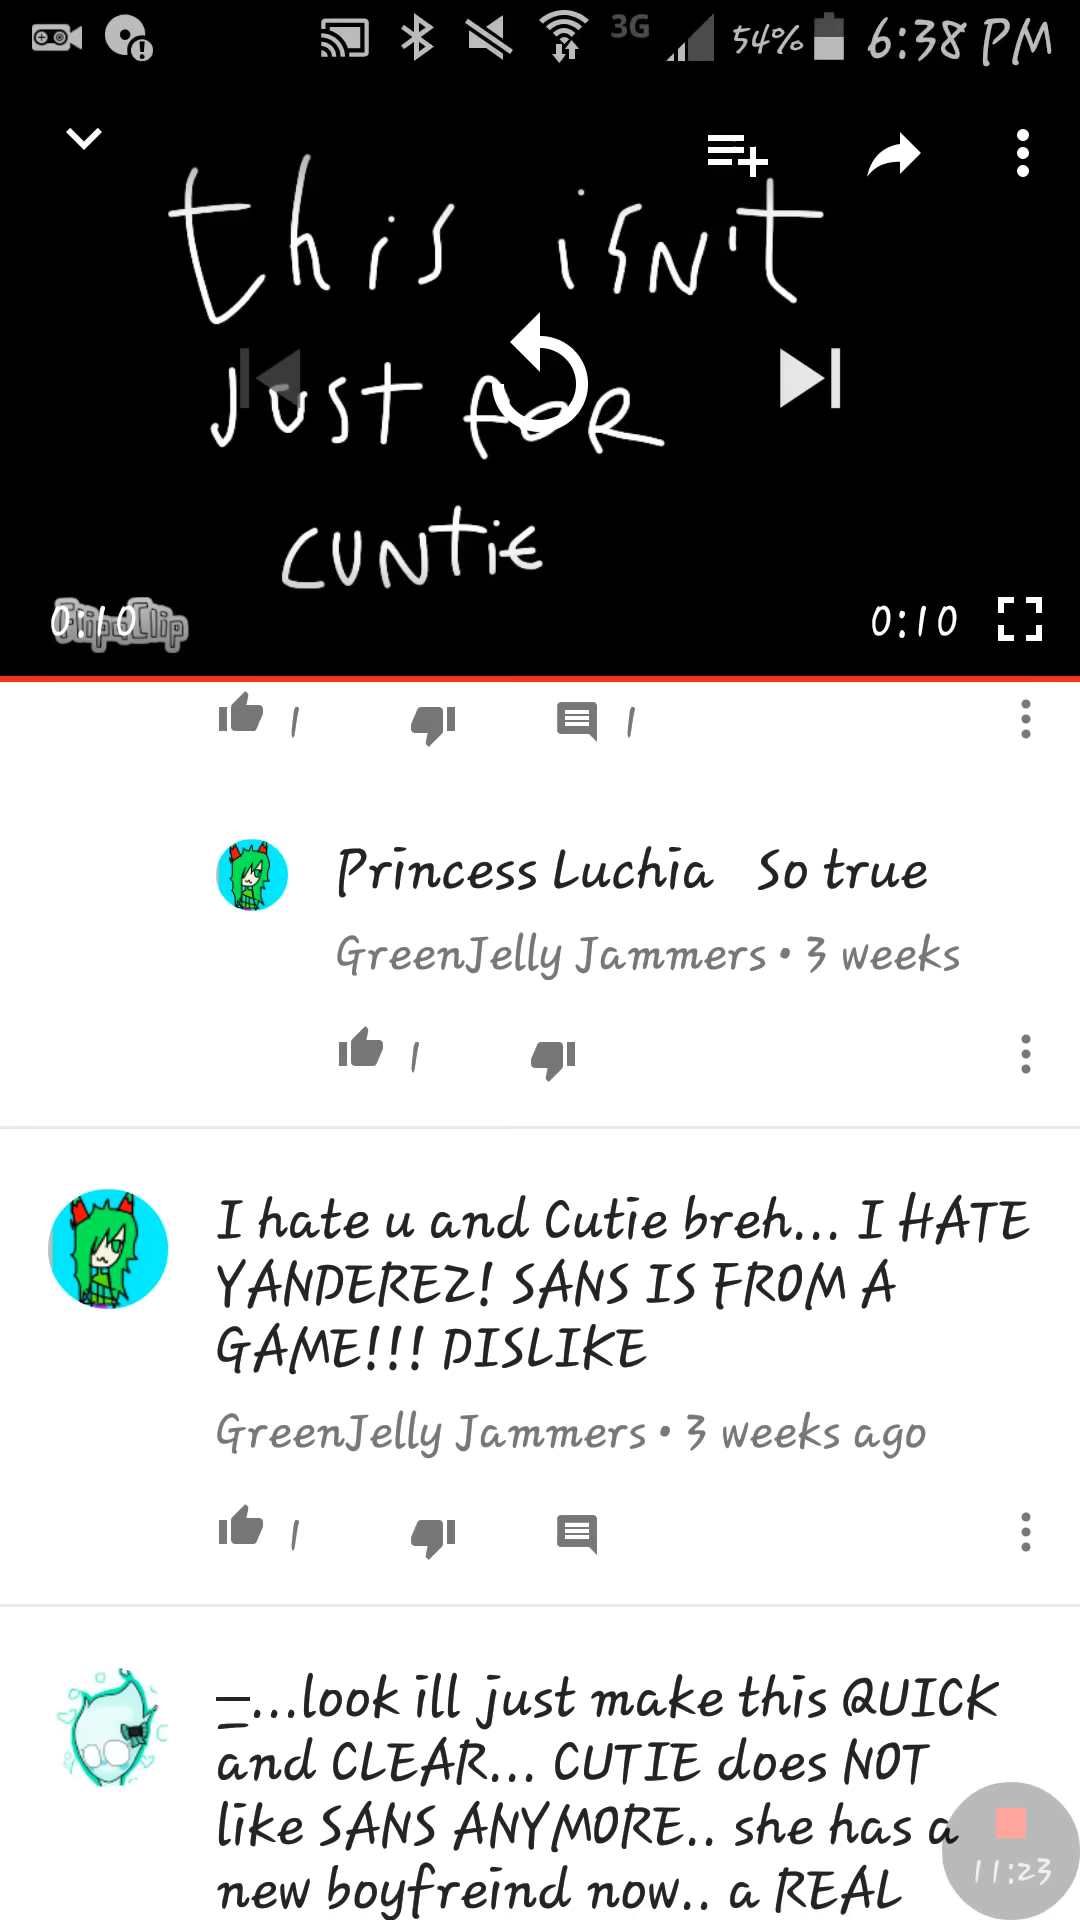 3G 54% 6:38 PM
this isn't
just for
cuntie
0:10 FlipaClip 0:10
1 1
Princess Luchia So true
GreenJelly Jammers • 3 weeks
1
I hate u and Cutie breh... I HATE
YANDEREZ! SANS IS FROM A
GAME!!! DISLIKE
GreenJelly Jammers • 3 weeks ago
1
=...look ill just make this QUICK
and CLEAR... CUTIE does NOT
like SANS ANYMORE.. she has a
new boyfreind now.. a REAL
11:23